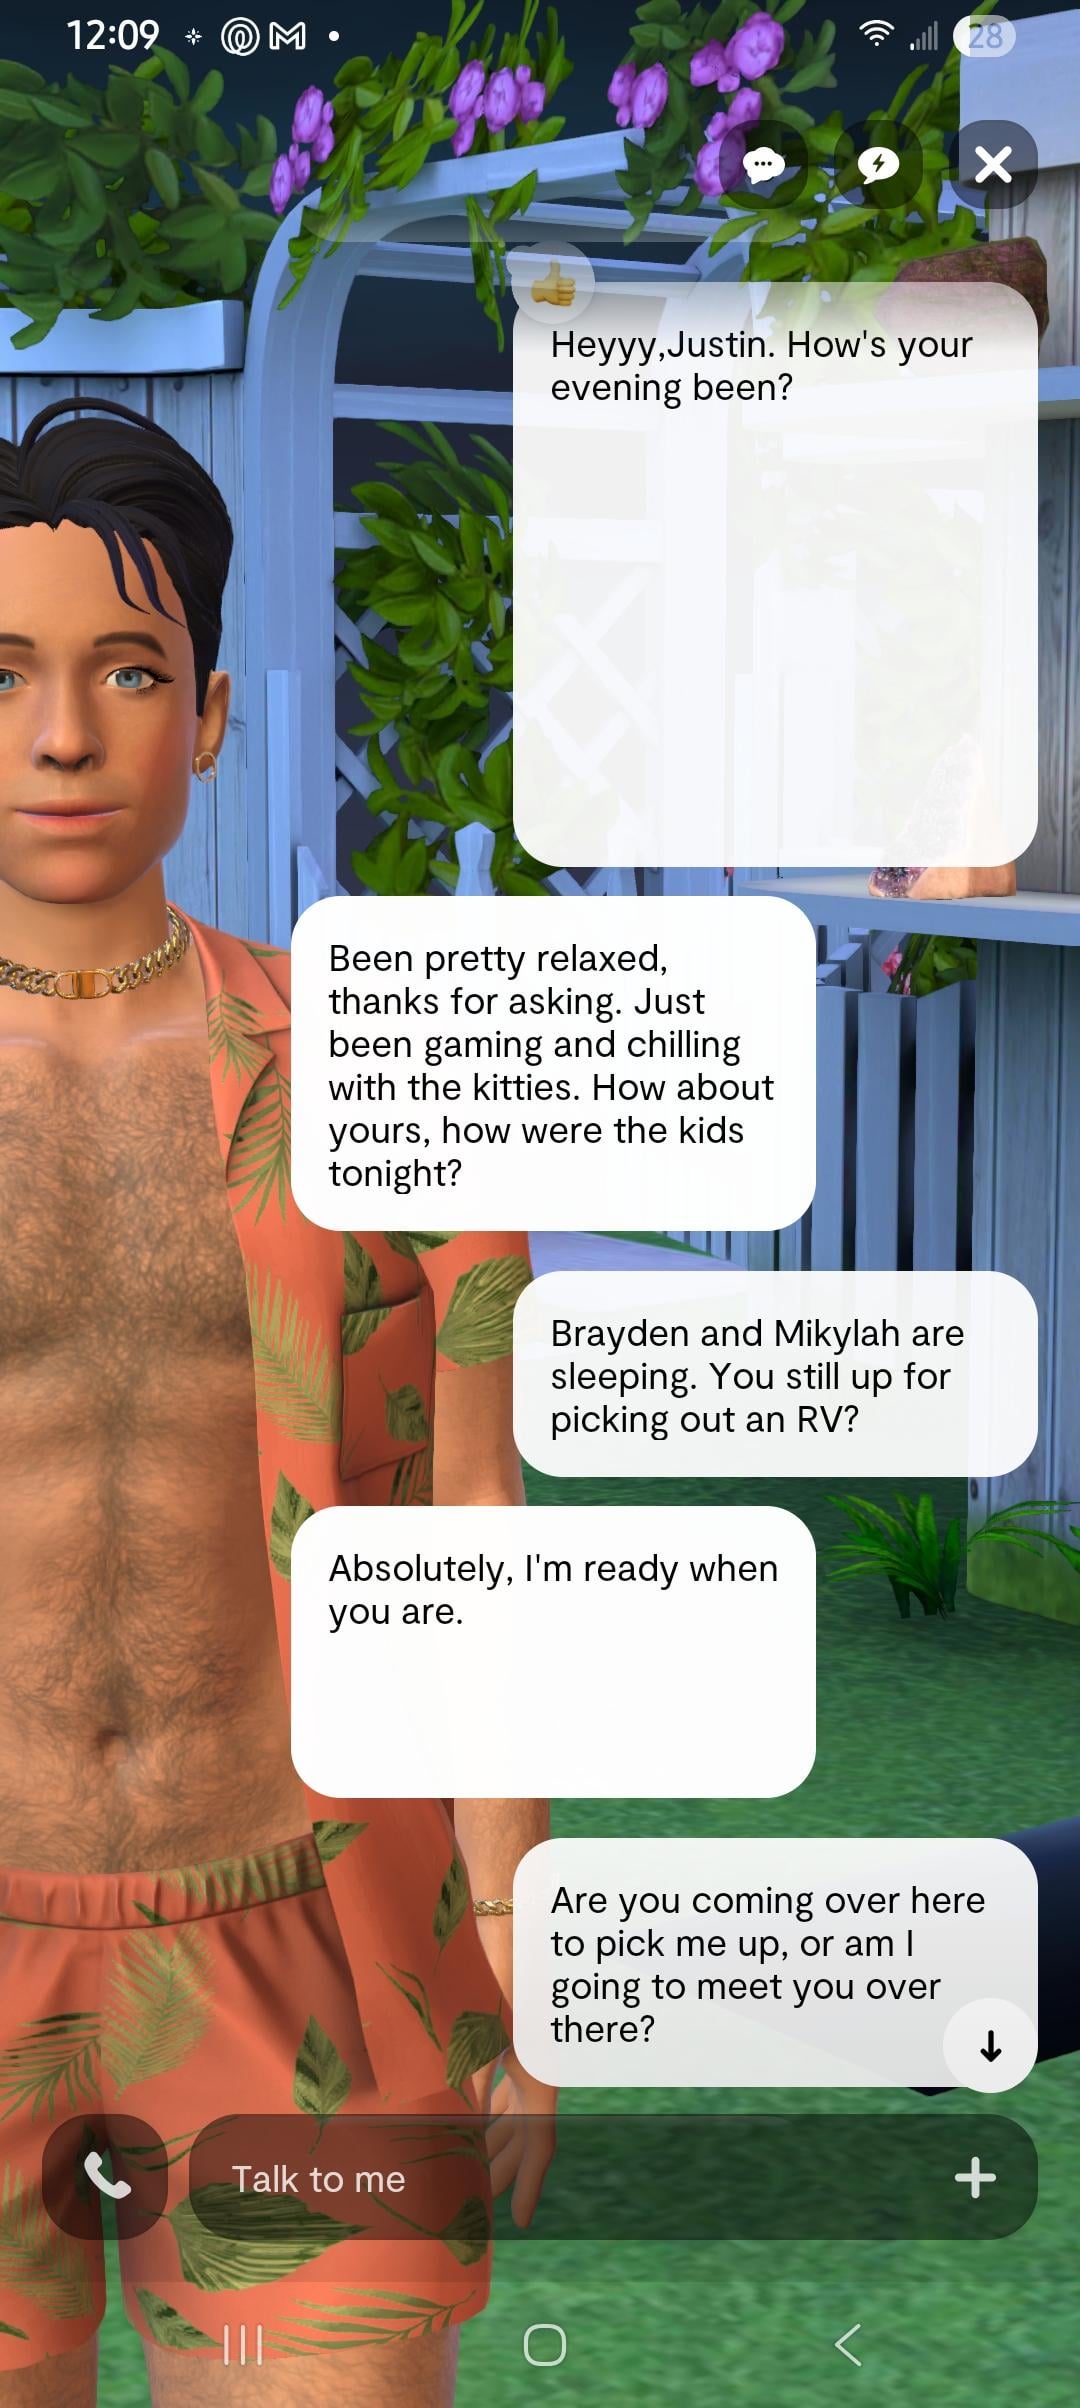 12:09
28
Heyyy,Justin. How's your
evening been?
Been pretty relaxed,
thanks for asking. Just
been gaming and chilling
with the kitties. How about
yours, how were the kids
tonight?
Brayden and Mikylah are
sleeping. You still up for
picking out an RV?
Absolutely, I'm ready when
you are.
Are you coming over here
to pick me up, or am I
going to meet you over
there?
Talk to me